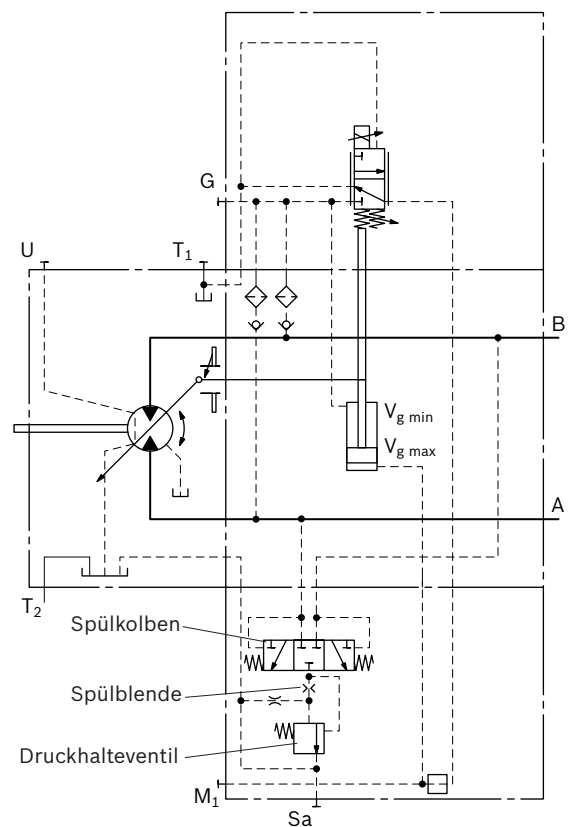 G
U
T1
B
Vg min
Vg max
A
T2
Spülkolben
Spülblende
Druckhalteventil
M1
Sa